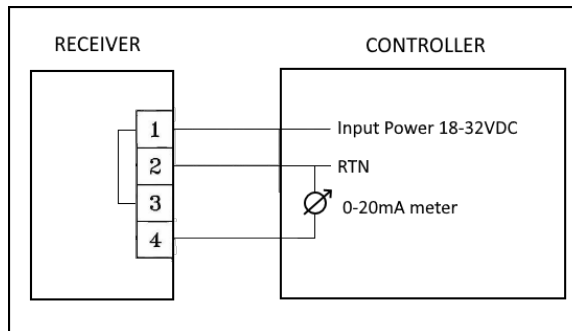 RECEIVER
CONTROLLER
1
Input Power 18-32VDC
2
RTN
3
0-20mA meter
4